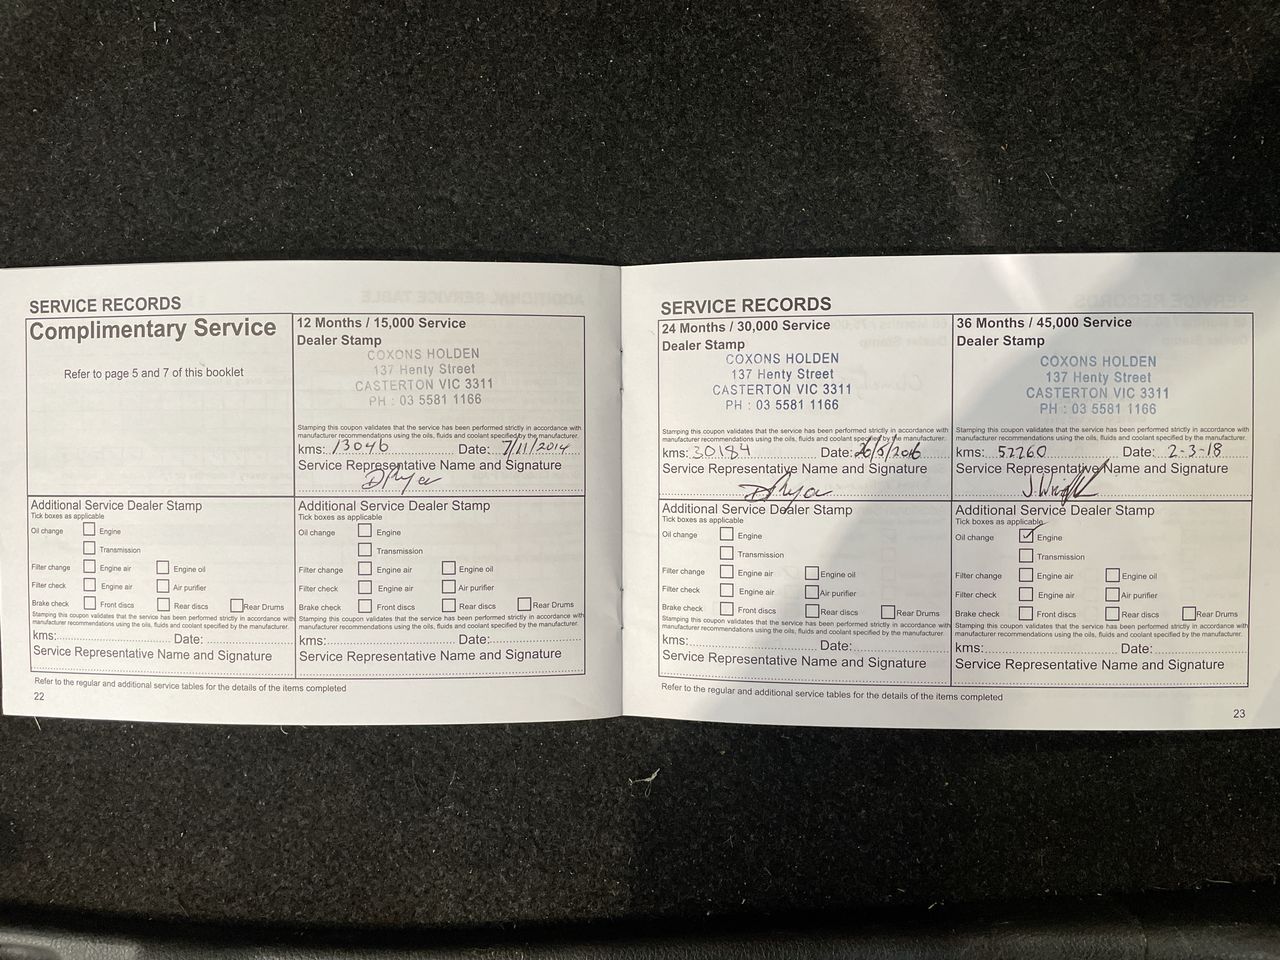 SERVICE RECORDS
Complimentary Service
Refer to page 5 and 7 of this booklet
12 Months / 15,000 Service
Dealer Stamp
COXONS HOLDEN
137 Henty Street
CASTERTON VIC 3311
PH : 03 5581 1166
Stamping this coupon validates that the service has been performed strictly in accordance with
manufacturer recommendations using the oils, fluids and coolant specified by the manufacturer.
kms: 13046 Date: 7/11/2014
Service Representative Name and Signature
Additional Service Dealer Stamp
Tick boxes as applicable
Oil change Engine
Transmission
Filter change Engine air Engine oil
Filter check Engine air Air purifier
Brake check Front discs Rear discs Rear Drums
Stamping this coupon validates that the service has been performed strictly in accordance with
manufacturer recommendations using the oils, fluids and coolant specified by the manufacturer.
kms: Date:
Service Representative Name and Signature
Additional Service Dealer Stamp
Tick boxes as applicable
Oil change Engine
Transmission
Filter change Engine air Engine oil
Filter check Engine air Air purifier
Brake check Front discs Rear discs Rear Drums
Stamping this coupon validates that the service has been performed strictly in accordance with
manufacturer recommendations using the oils, fluids and coolant specified by the manufacturer.
kms: Date:
Service Representative Name and Signature
Refer to the regular and additional service tables for the details of the items completed
22
SERVICE RECORDS
24 Months / 30,000 Service
Dealer Stamp
COXONS HOLDEN
137 Henty Street
CASTERTON VIC 3311
PH : 03 5581 1166
Stamping this coupon validates that the service has been performed strictly in accordance with
manufacturer recommendations using the oils, fluids and coolant specified by the manufacturer.
kms: 30184 Date: 26/5/2016
Service Representative Name and Signature
36 Months / 45,000 Service
Dealer Stamp
COXONS HOLDEN
137 Henty Street
CASTERTON VIC 3311
PH : 03 5581 1166
Stamping this coupon validates that the service has been performed strictly in accordance with
manufacturer recommendations using the oils, fluids and coolant specified by the manufacturer.
kms: 52260 Date: 2-3-18
Service Representative Name and Signature
Additional Service Dealer Stamp
Tick boxes as applicable
Oil change Engine
Transmission
Filter change Engine air Engine oil
Filter check Engine air Air purifier
Brake check Front discs Rear discs Rear Drums
Stamping this coupon validates that the service has been performed strictly in accordance with
manufacturer recommendations using the oils, fluids and coolant specified by the manufacturer.
kms: Date:
Service Representative Name and Signature
Additional Service Dealer Stamp
Tick boxes as applicable
Oil change Engine
Transmission
Filter change Engine air Engine oil
Filter check Engine air Air purifier
Brake check Front discs Rear discs Rear Drums
Stamping this coupon validates that the service has been performed strictly in accordance with
manufacturer recommendations using the oils, fluids and coolant specified by the manufacturer.
kms: Date:
Service Representative Name and Signature
Refer to the regular and additional service tables for the details of the items completed
23